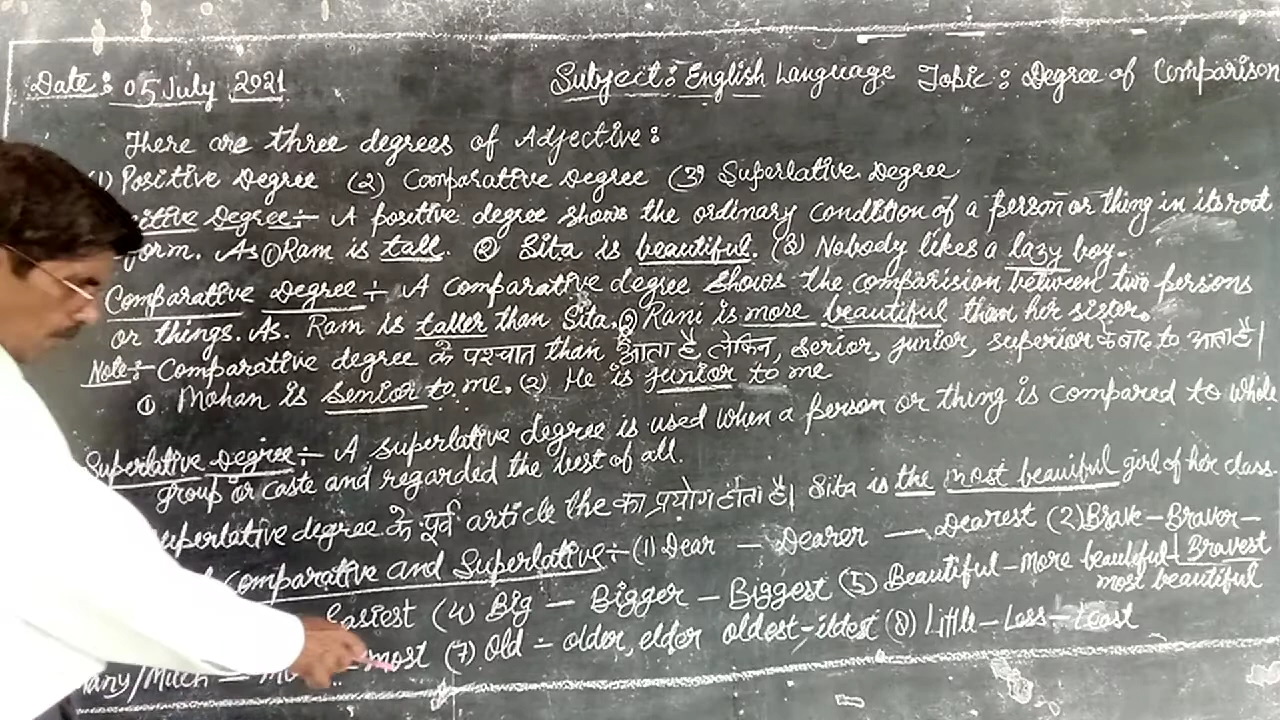 Date: 05 July 2021 Subject: English Language Topic: Degree of Comparison
There are three degrees of Adjective:
1) Positive Degree (2) Comparative Degree (3) Superlative Degree
itive Degree:- A positive degree shows the ordinary condition of a person or thing in its root
form. As ① Ram is tall. ② Sita is beautiful. (3) Nobody likes a lazy boy.
Comparative Degree :- A comparative degree shows the comparision between two persons
or things. As. Ram is taller than Sita. ② Rani is more beautiful than her sister.
Note:- Comparative degree के पश्चात than आता है लेकिन, serior, junior, superior के बाद to आता है|
① Mohan is senior to me. (2) He is junior to me
Superlative Degree:- A superlative degree is used when a person or thing is compared to whole
group or caste and regarded the best of all.
uperlative degree के पूर्व article the का प्रयोग होता है| Sita is the most beauiful girl of her class.
Comparative and Superlative :- (1) Dear — Dearer — Dearest (2) Brave — Braver —
Bravest
Easiest (4) Big — Bigger — Biggest (5) Beautiful — more beautiful — most beautiful
any/Much — — most (7) Old - older, elder oldest - eldest (8) Little — Less — Least